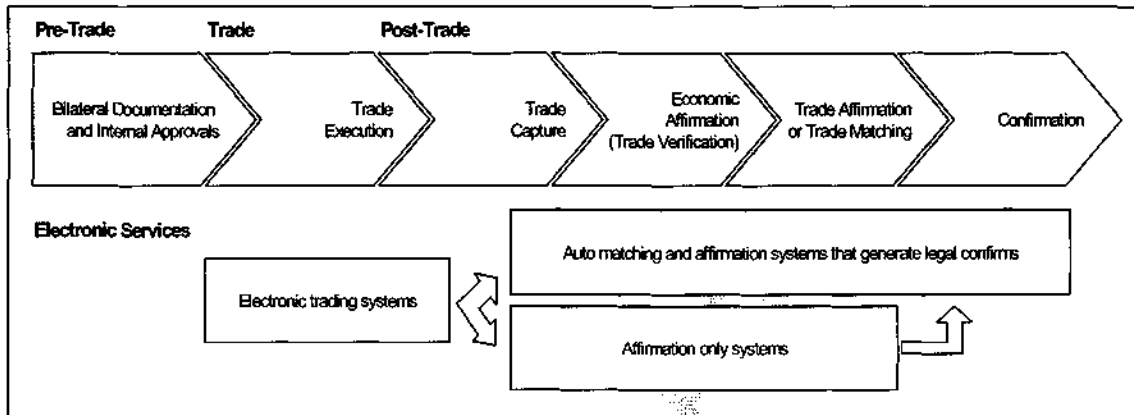 Pre-Trade
Trade
Post-Trade
Bilateral Documentation
and Internal Approvals
Trade
Execution
Trade
Capture
Economic
Affirmation
(Trade Verification)
Trade Affirmation
or Trade Matching
Confirmation
Electronic Services
Auto matching and affirmation systems that generate legal confirms
Electronic trading systems
Affirmation only systems